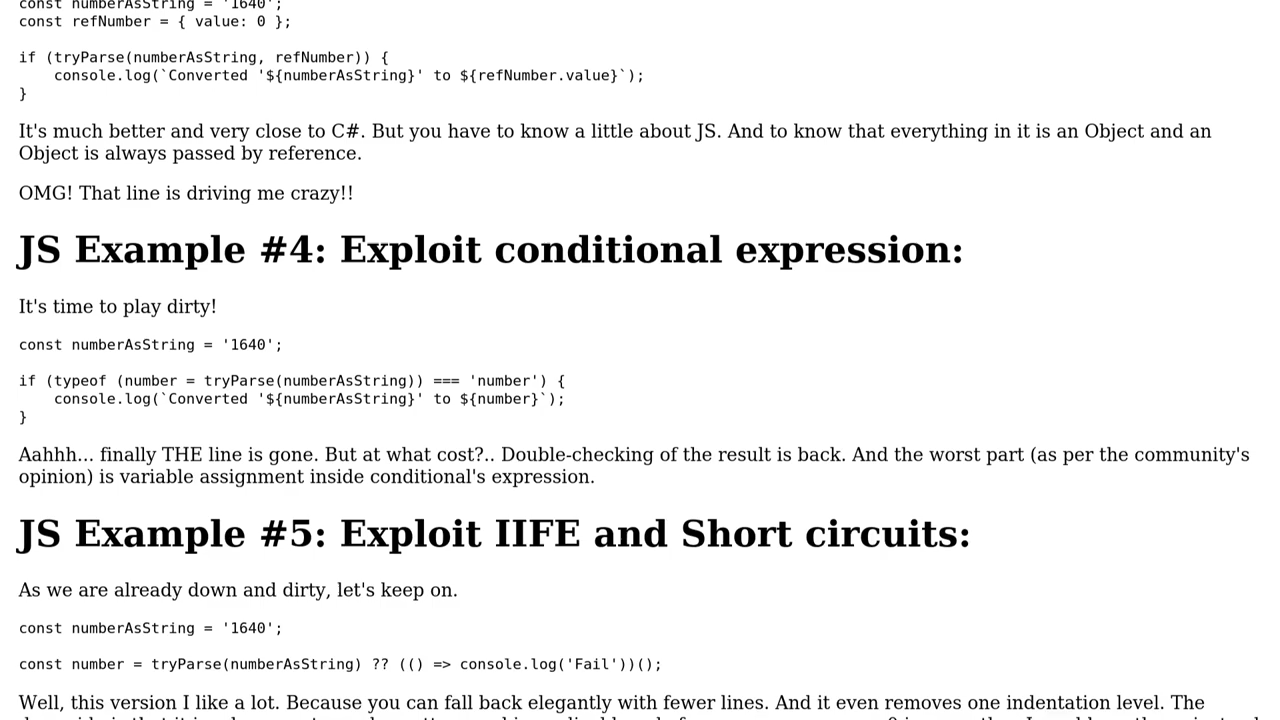 const numberAsString = '1640';
const refNumber = { value: 0 };
if (tryParse(numberAsString, refNumber)) {
    console.log(`Converted '${numberAsString}' to ${refNumber.value}`);
}
It's much better and very close to C#. But you have to know a little about JS. And to know that everything in it is an Object and an
Object is always passed by reference.
OMG! That line is driving me crazy!!
JS Example #4: Exploit conditional expression:
It's time to play dirty!
const numberAsString = '1640';
if (typeof (number = tryParse(numberAsString)) === 'number') {
    console.log(`Converted '${numberAsString}' to ${number}`);
}
Aahhh... finally THE line is gone. But at what cost?.. Double-checking of the result is back. And the worst part (as per the community's
opinion) is variable assignment inside conditional's expression.
JS Example #5: Exploit IIFE and Short circuits:
As we are already down and dirty, let's keep on.
const numberAsString = '1640';
const number = tryParse(numberAsString) ?? (() => console.log('Fail'))();
Well, this version I like a lot. Because you can fall back elegantly with fewer lines. And it even removes one indentation level. The